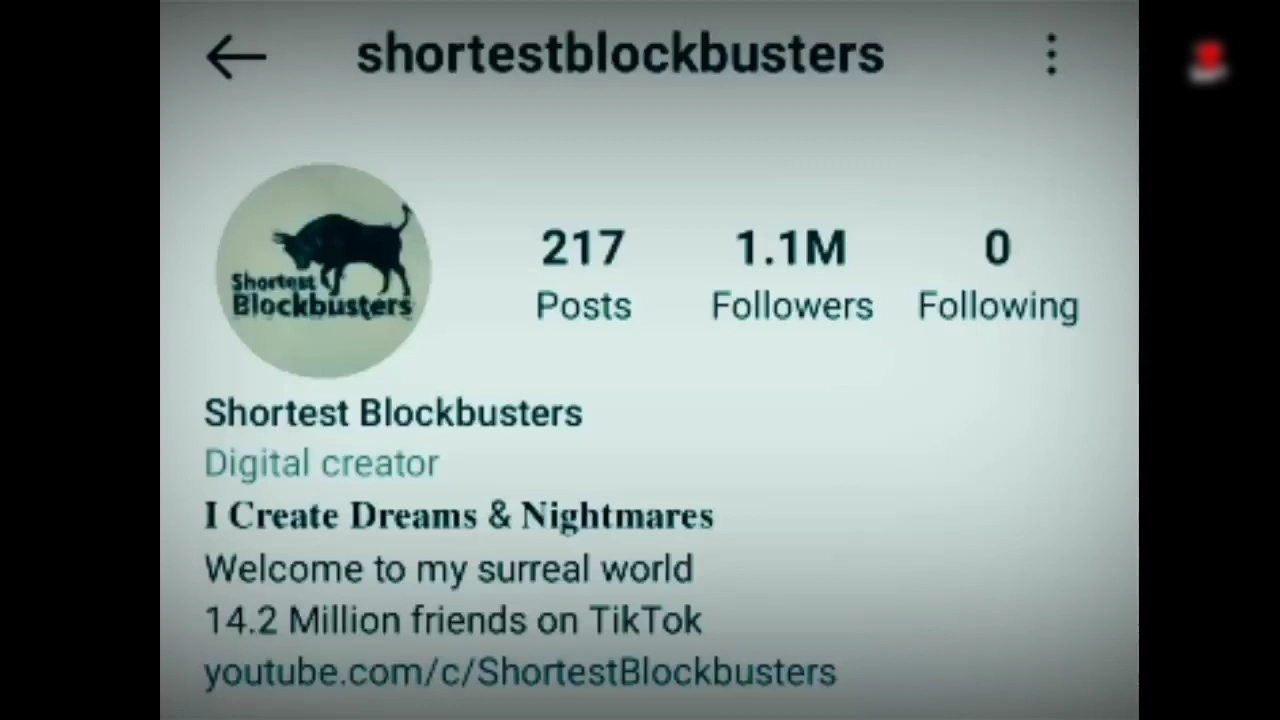 shortestblockbusters
Shortest
Blockbusters
217 1.1M 0
Posts Followers Following
Shortest Blockbusters
Digital creator
I Create Dreams & Nightmares
Welcome to my surreal world
14.2 Million friends on TikTok
youtube.com/c/ShortestBlockbusters